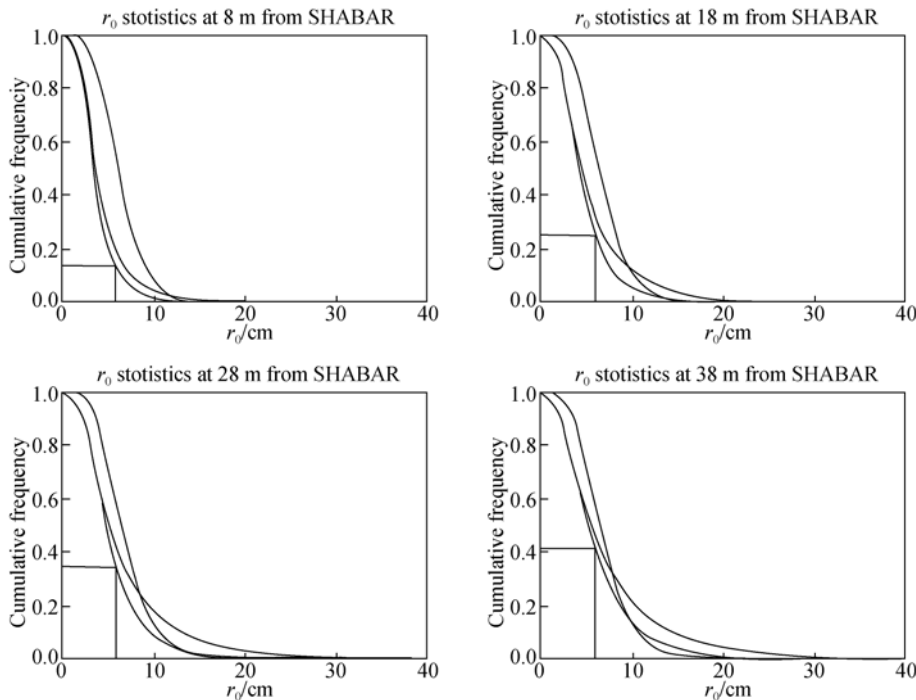 r₀ stotistics at 8 m from SHABAR
Cumulative frequenciy
1.0
0.8
0.6
0.4
0.2
0.0
0 10 20 30 40
r₀/cm
r₀ stotistics at 18 m from SHABAR
Cumulative frequency
1.0
0.8
0.6
0.4
0.2
0.0
0 10 20 30 40
r₀/cm
r₀ stotistics at 28 m from SHABAR
Cumulative frequency
1.0
0.8
0.6
0.4
0.2
0.0
0 10 20 30 40
r₀/cm
r₀ stotistics at 38 m from SHABAR
Cumulative frequency
1.0
0.8
0.6
0.4
0.2
0.0
0 10 20 30 40
r₀/cm